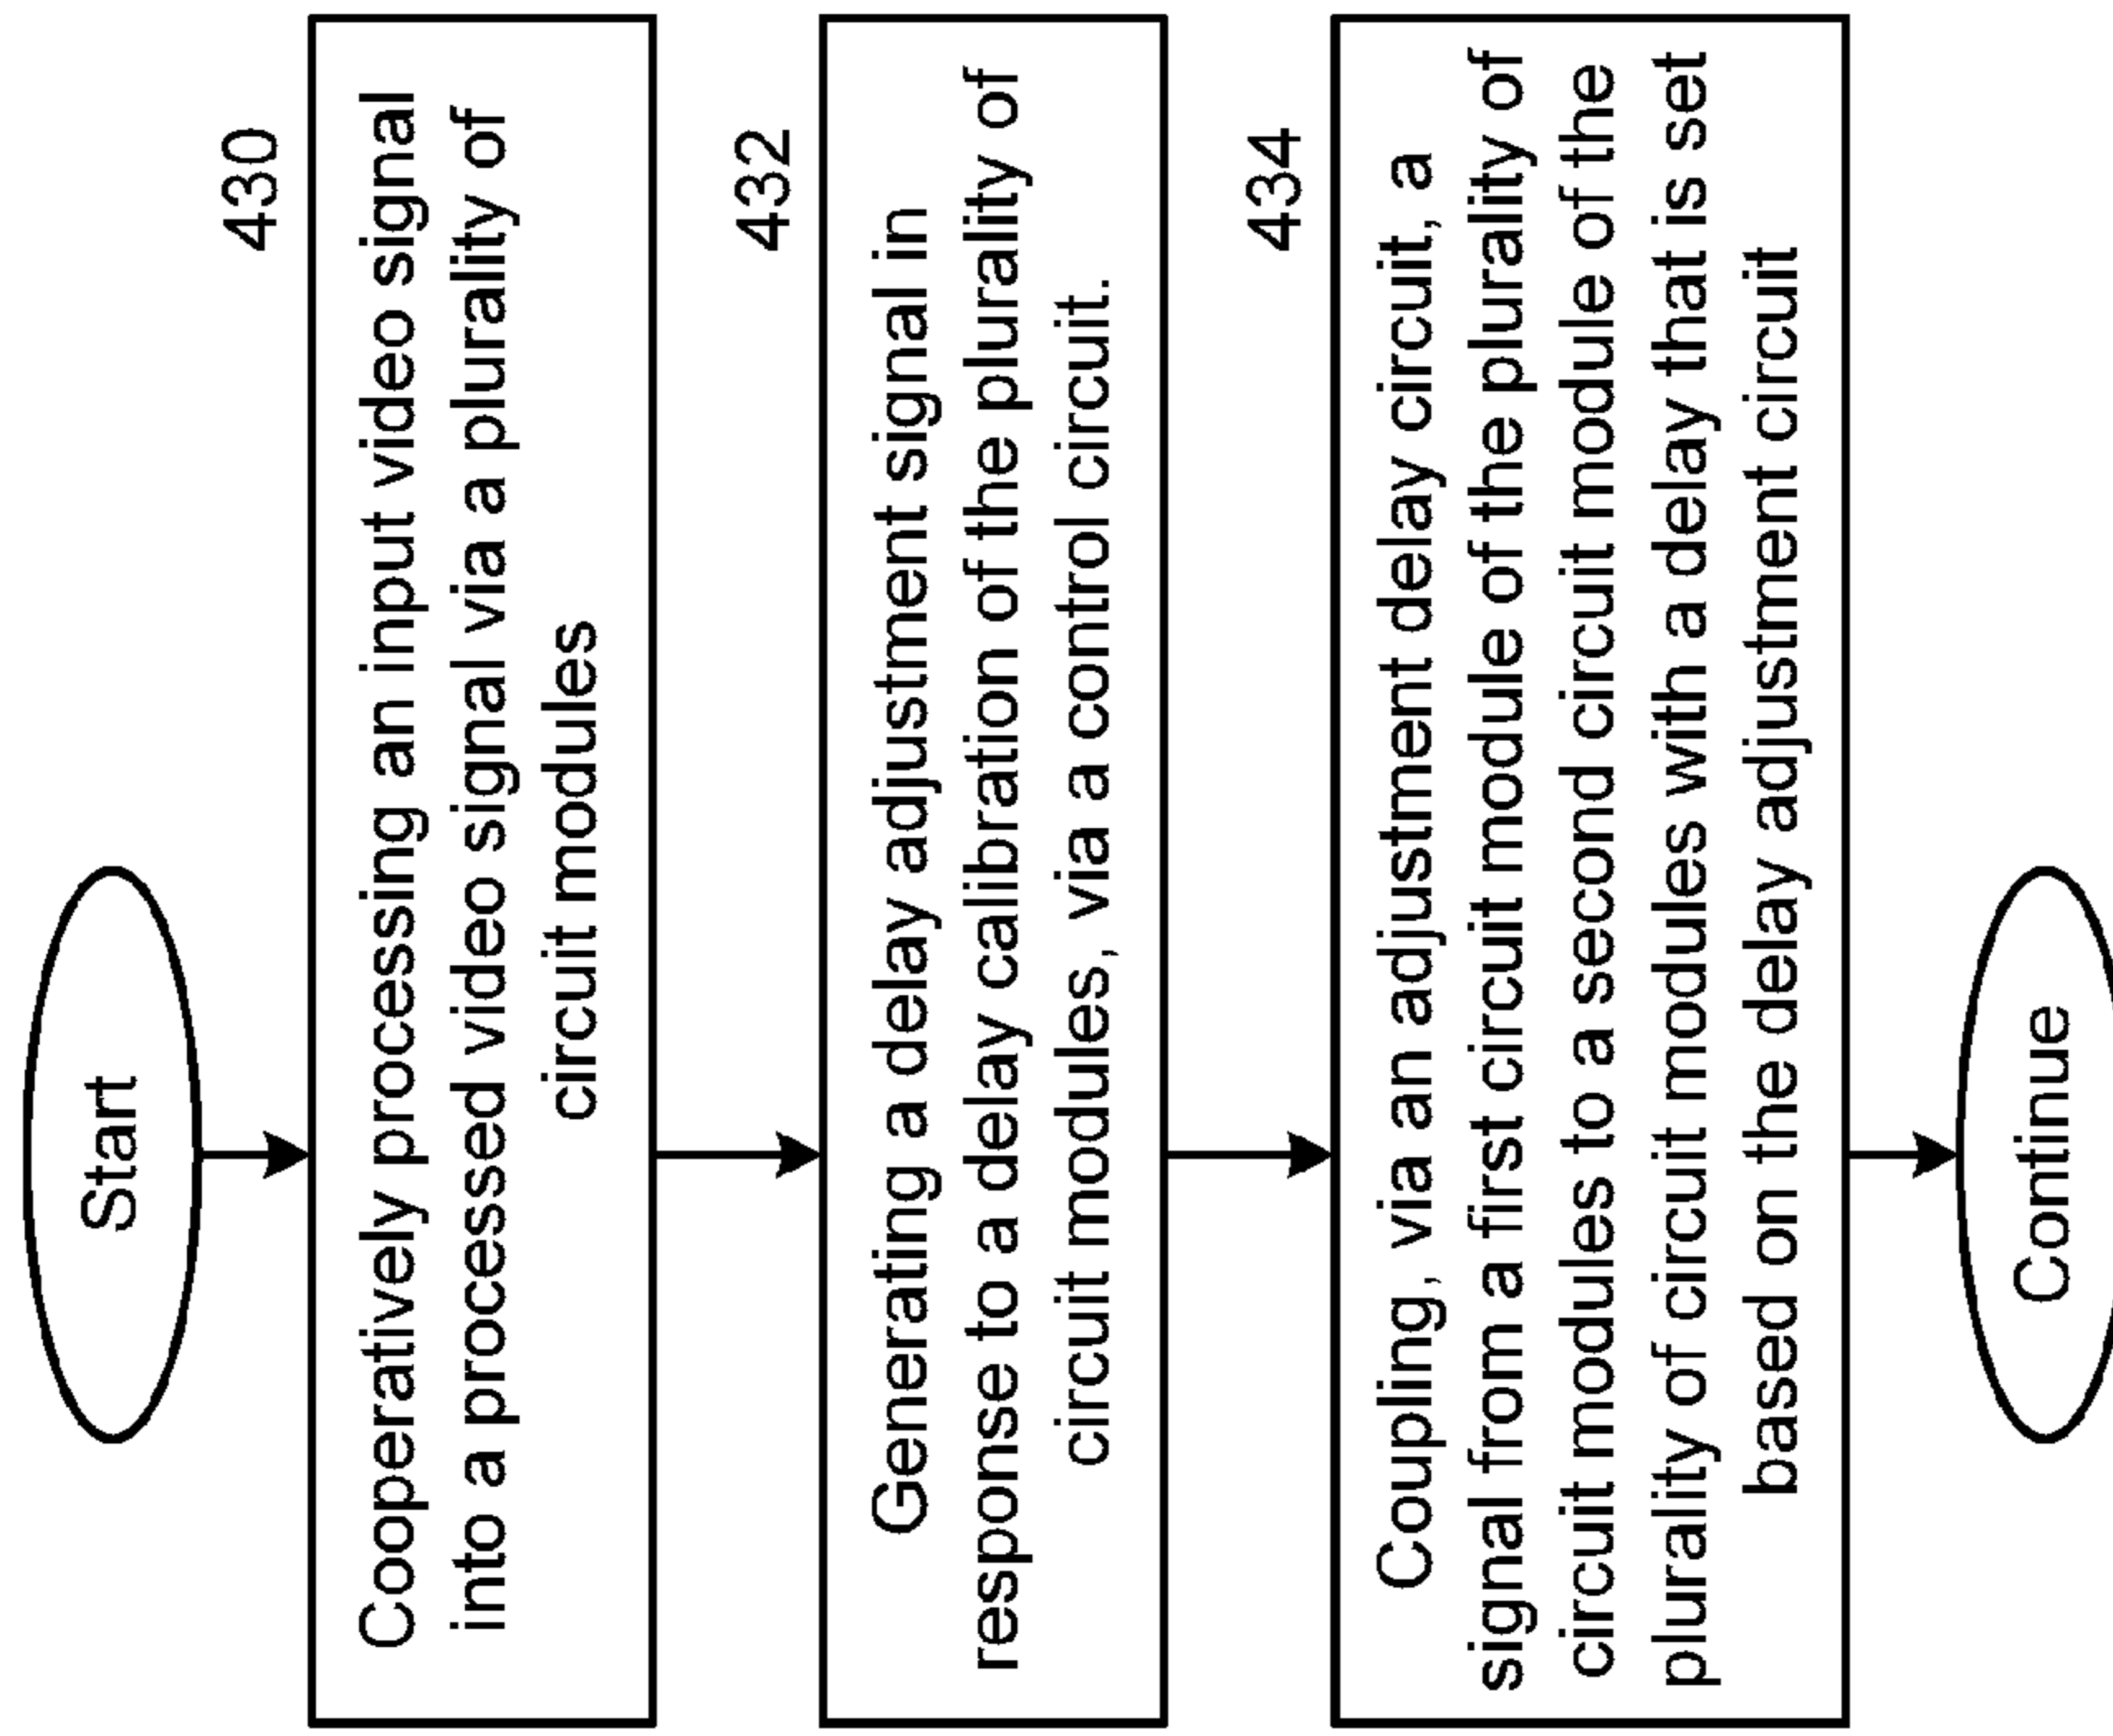 Start
430
Cooperatively processing an input video signal
into a processed video signal via a plurality of
circuit modules
432
Generating a delay adjustment signal in
response to a delay calibration of the plurality of
circuit modules, via a control circuit.
434
Coupling, via an adjustment delay circuit, a
signal from a first circuit module of the plurality of
circuit modules to a second circuit module of the
plurality of circuit modules with a delay that is set
based on the delay adjustment circuit
Continue